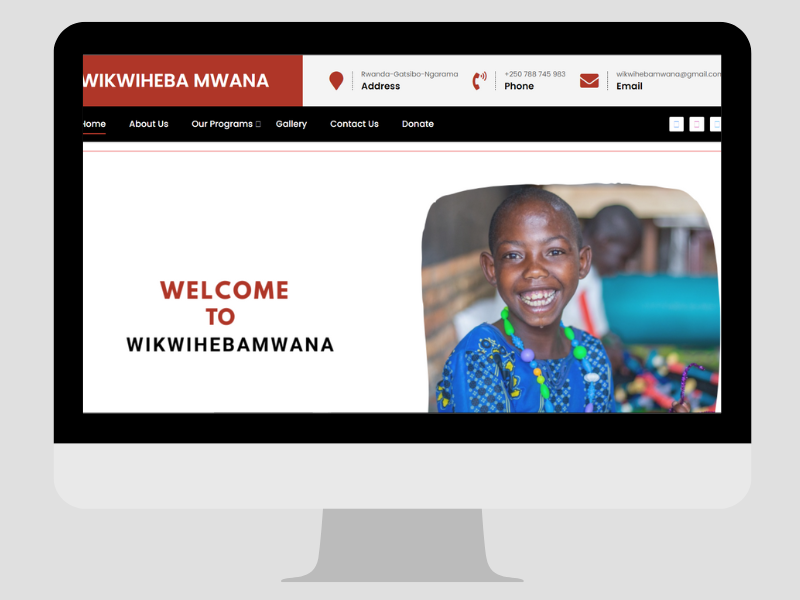 WIKWIHEBA MWANA
Rwanda-Gatsibo-Ngarama
Address
+250 788 745 983
Phone
wikwihebamwana@gmail.com
Email
Home
About Us
Our Programs
Gallery
Contact Us
Donate
WELCOME
TO
WIKWIHEBAMWANA